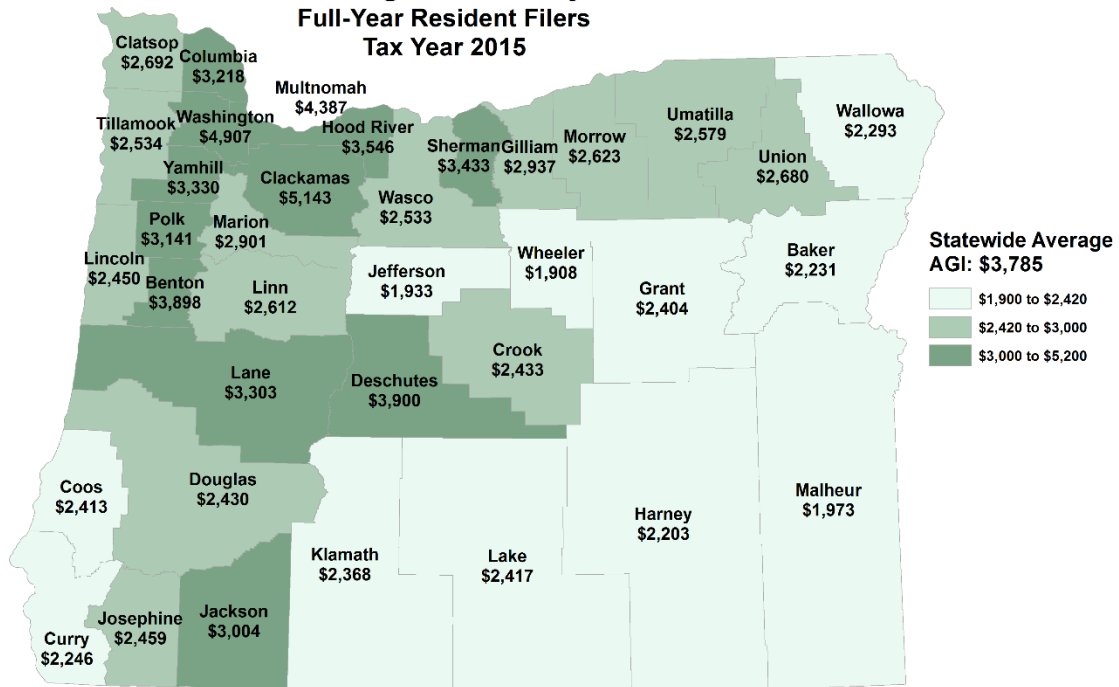 Full-Year Resident Filers
Tax Year 2015
Clatsop
$2,692
Columbia
$3,218
Multnomah
$4,387
Tillamook
$2,534
Washington
$4,907
Hood River
$3,546
Sherman
$3,433
Gilliam
$2,937
Morrow
$2,623
Umatilla
$2,579
Union
$2,680
Wallowa
$2,293
Yamhill
$3,330
Clackamas
$5,143
Wasco
$2,533
Polk
$3,141
Marion
$2,901
Lincoln
$2,450
Benton
$3,898
Linn
$2,612
Jefferson
$1,933
Wheeler
$1,908
Grant
$2,404
Baker
$2,231
Lane
$3,303
Deschutes
$3,900
Crook
$2,433
Coos
$2,413
Douglas
$2,430
Klamath
$2,368
Lake
$2,417
Harney
$2,203
Malheur
$1,973
Curry
$2,246
Josephine
$2,459
Jackson
$3,004
Statewide Average
AGI: $3,785
$1,900 to $2,420
$2,420 to $3,000
$3,000 to $5,200